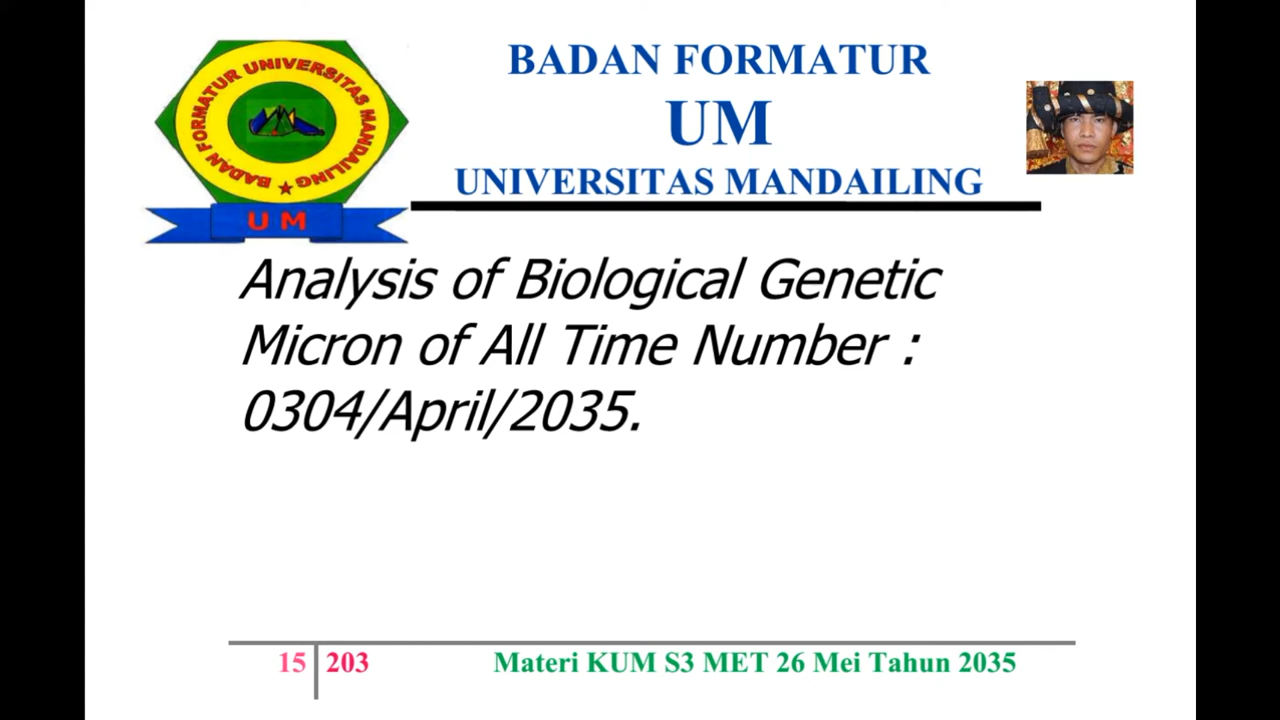 BADAN FORMATUR UNIVERSITAS MANDAILING
UM
BADAN FORMATUR
UM
UNIVERSITAS MANDAILING
Analysis of Biological Genetic
Micron of All Time Number :
0304/April/2035.
15 203 Materi KUM S3 MET 26 Mei Tahun 2035